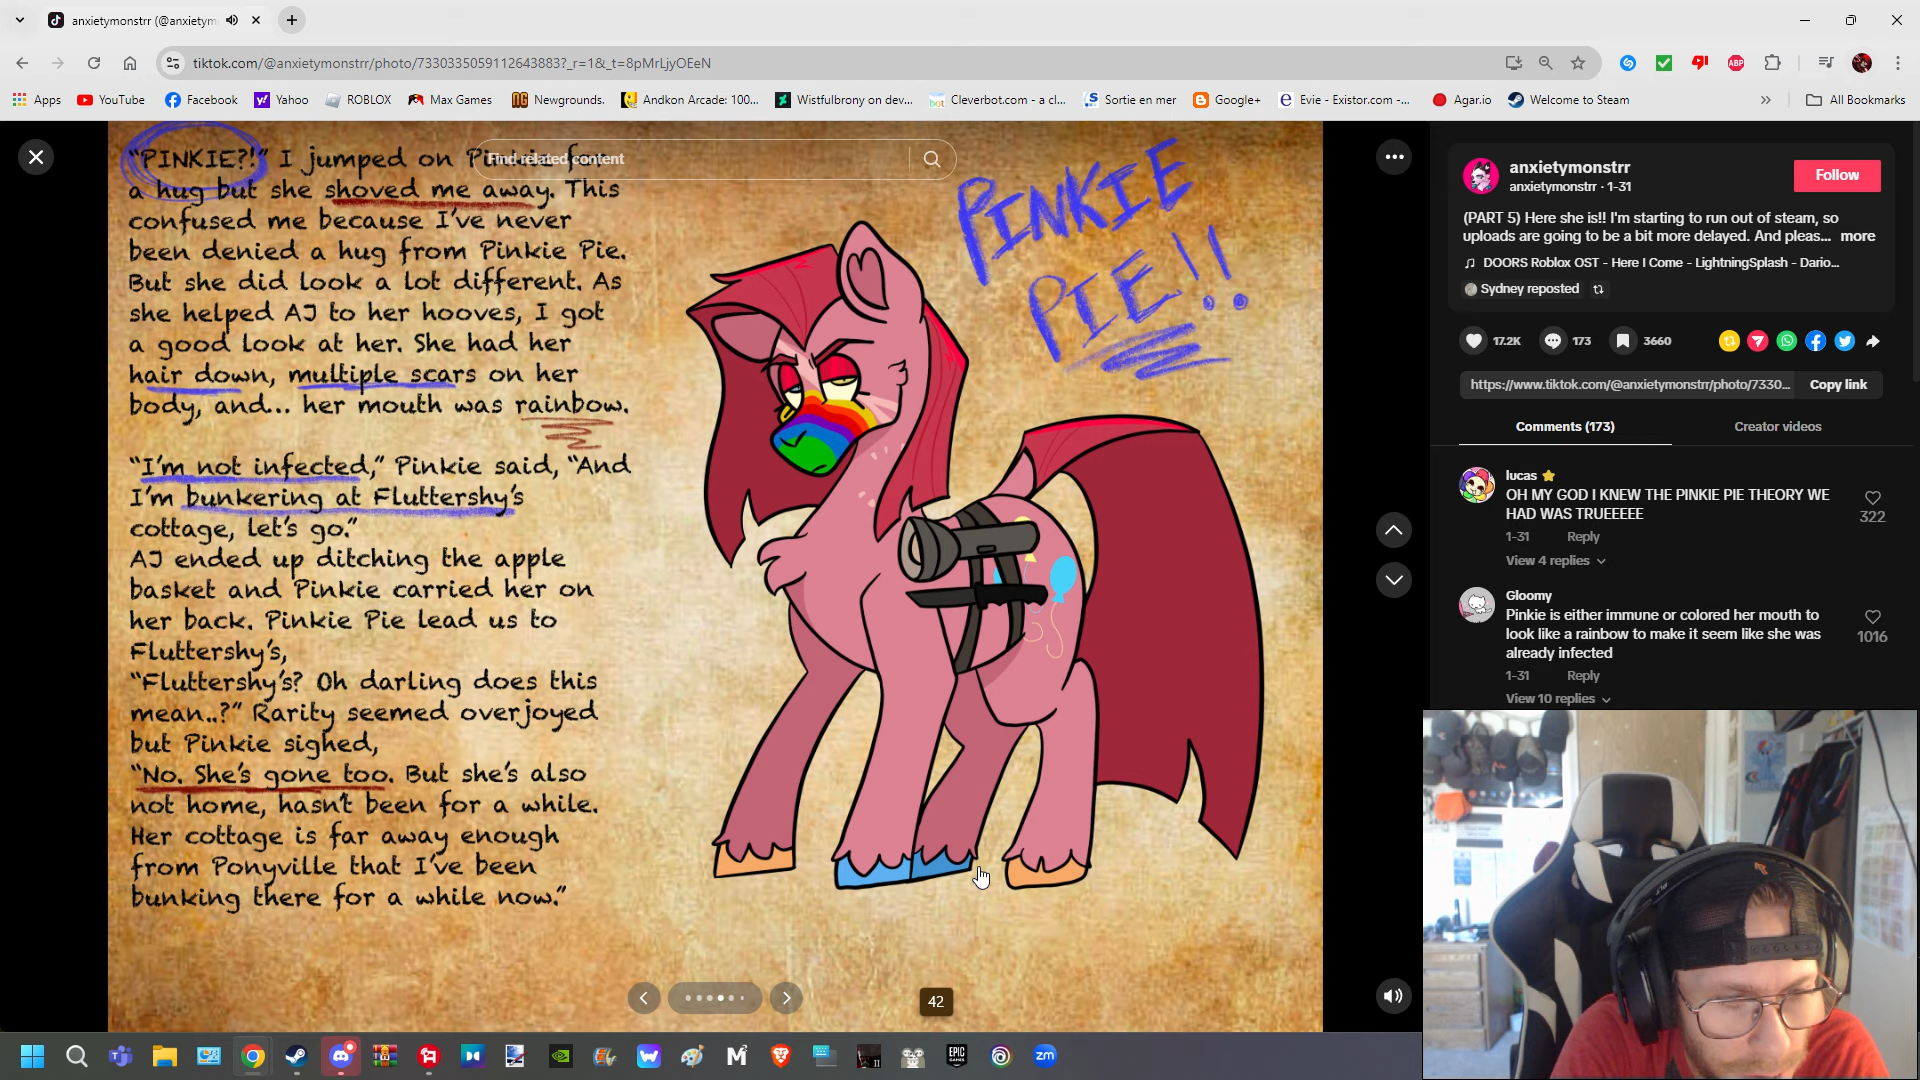 anxietymonstrr (@anxietym
tiktok.com/@anxietymonstrr/photo/7330335059112643883?_r=1&_t=8pMrLjyOEeN
Apps YouTube Facebook Yahoo ROBLOX Max Games Newgrounds. Andkon Arcade: 100... Wistfulbrony on dev... Cleverbot.com - a cl... Sortie en mer Google+ Evie - Existor.com -... Agar.io Welcome to Steam » All Bookmarks
Find related content
"PINKIE?!" I jumped on Pinkie for
a hug but she shoved me away. This
confused me because I've never
been denied a hug from Pinkie Pie.
But she did look a lot different. As
she helped AJ to her hooves, I got
a good look at her. She had her
hair down, multiple scars on her
body, and... her mouth was rainbow.
"I'm not infected," Pinkie said, "And
I'm bunkering at Fluttershy's
cottage, let's go."
AJ ended up ditching the apple
basket and Pinkie carried her on
her back. Pinkie Pie lead us to
Fluttershy's,
"Fluttershy's? Oh darling does this
mean..?" Rarity seemed overjoyed
but Pinkie sighed,
"No. She's gone too. But she's also
not home, hasn't been for a while.
Her cottage is far away enough
from Ponyville that I've been
bunking there for a while now."
PINKIE
PIE!!
42
anxietymonstrr
anxietymonstrr · 1-31
Follow
(PART 5) Here she is!! I'm starting to run out of steam, so
uploads are going to be a bit more delayed. And pleas... more
DOORS Roblox OST - Here I Come - LightningSplash - Dario...
Sydney reposted
17.2K 173 3660
https://www.tiktok.com/@anxietymonstrr/photo/7330... Copy link
Comments (173) Creator videos
lucas
OH MY GOD I KNEW THE PINKIE PIE THEORY WE
HAD WAS TRUEEEEE
322
1-31 Reply
View 4 replies
Gloomy
Pinkie is either immune or colored her mouth to
look like a rainbow to make it seem like she was
already infected
1016
1-31 Reply
View 10 replies
ABP
EPIC
GAMES
zm